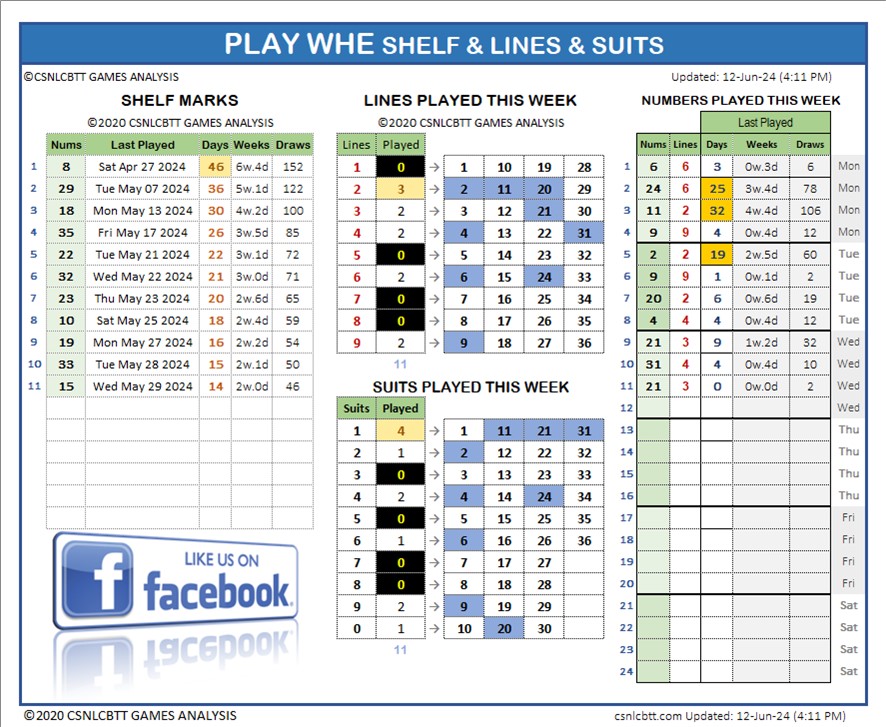 PLAY WHE SHELF & LINES & SUITS
©CSNLCBTT GAMES ANALYSIS
Updated: 12-Jun-24 (4:11 PM)
SHELF MARKS
©2020 CSNLCBTT GAMES ANALYSIS
Nums Last Played Days Weeks Draws
1 8 Sat Apr 27 2024 46 6w.4d 152
2 29 Tue May 07 2024 36 5w.1d 122
3 18 Mon May 13 2024 30 4w.2d 100
4 35 Fri May 17 2024 26 3w.5d 85
5 22 Tue May 21 2024 22 3w.1d 72
6 32 Wed May 22 2024 21 3w.0d 71
7 23 Thu May 23 2024 20 2w.6d 65
8 10 Sat May 25 2024 18 2w.4d 59
9 19 Mon May 27 2024 16 2w.2d 54
10 33 Tue May 28 2024 15 2w.1d 50
11 15 Wed May 29 2024 14 2w.0d 46
LIKE US ON
f facebook.
LINES PLAYED THIS WEEK
©2020 CSNLCBTT GAMES ANALYSIS
Lines Played
1 0 → 1 10 19 28
2 3 → 2 11 20 29
3 2 → 3 12 21 30
4 2 → 4 13 22 31
5 0 → 5 14 23 32
6 2 → 6 15 24 33
7 0 → 7 16 25 34
8 0 → 8 17 26 35
9 2 → 9 18 27 36
11
SUITS PLAYED THIS WEEK
Suits Played
1 4 → 1 11 21 31
2 1 → 2 12 22 32
3 0 → 3 13 23 33
4 2 → 4 14 24 34
5 0 → 5 15 25 35
6 1 → 6 16 26 36
7 0 → 7 17 27
8 0 → 8 18 28
9 2 → 9 19 29
0 1 → 10 20 30
11
NUMBERS PLAYED THIS WEEK
Last Played
Nums Lines Days Weeks Draws
1 6 6 3 0w.3d 6 Mon
2 24 6 25 3w.4d 78 Mon
3 11 2 32 4w.4d 106 Mon
4 9 9 4 0w.4d 12 Mon
5 2 2 19 2w.5d 60 Tue
6 9 9 1 0w.1d 2 Tue
7 20 2 6 0w.6d 19 Tue
8 4 4 4 0w.4d 12 Tue
9 21 3 9 1w.2d 32 Wed
10 31 4 4 0w.4d 10 Wed
11 21 3 0 0w.0d 2 Wed
12 Wed
13 Thu
14 Thu
15 Thu
16 Thu
17 Fri
18 Fri
19 Fri
20 Fri
21 Sat
22 Sat
23 Sat
24 Sat
©2020 CSNLCBTT GAMES ANALYSIS
csnlcbtt.com Updated: 12-Jun-24 (4:11 PM)